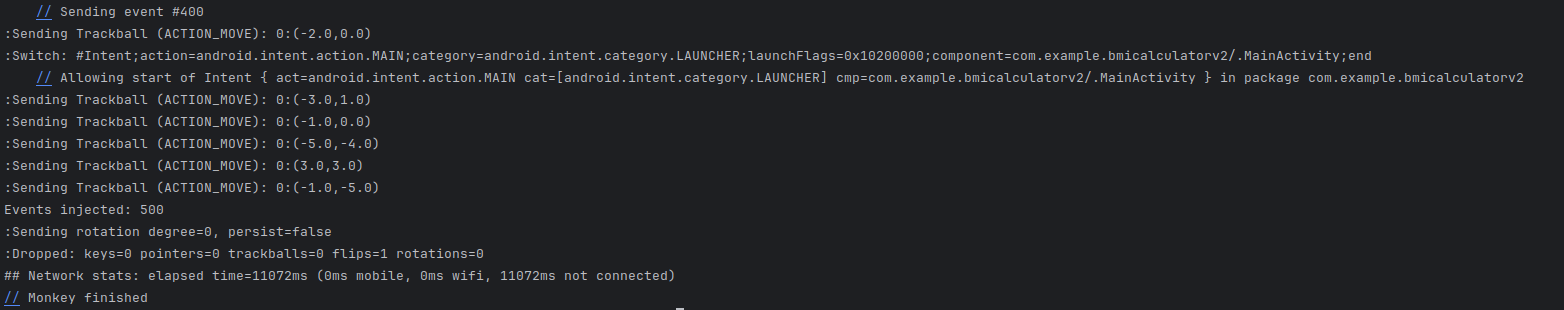 // Sending event #400
:Sending Trackball (ACTION_MOVE): 0:(-2.0,0.0)
:Switch: #Intent;action=android.intent.action.MAIN;category=android.intent.category.LAUNCHER;launchFlags=0x10200000;component=com.example.bmicalculatorv2/.MainActivity;end
// Allowing start of Intent { act=android.intent.action.MAIN cat=[android.intent.category.LAUNCHER] cmp=com.example.bmicalculatorv2/.MainActivity } in package com.example.bmicalculatorv2
:Sending Trackball (ACTION_MOVE): 0:(-3.0,1.0)
:Sending Trackball (ACTION_MOVE): 0:(-1.0,0.0)
:Sending Trackball (ACTION_MOVE): 0:(-5.0,-4.0)
:Sending Trackball (ACTION_MOVE): 0:(3.0,3.0)
:Sending Trackball (ACTION_MOVE): 0:(-1.0,-5.0)
Events injected: 500
:Sending rotation degree=0, persist=false
:Dropped: keys=0 pointers=0 trackballs=0 flips=1 rotations=0
## Network stats: elapsed time=11072ms (0ms mobile, 0ms wifi, 11072ms not connected)
// Monkey finished